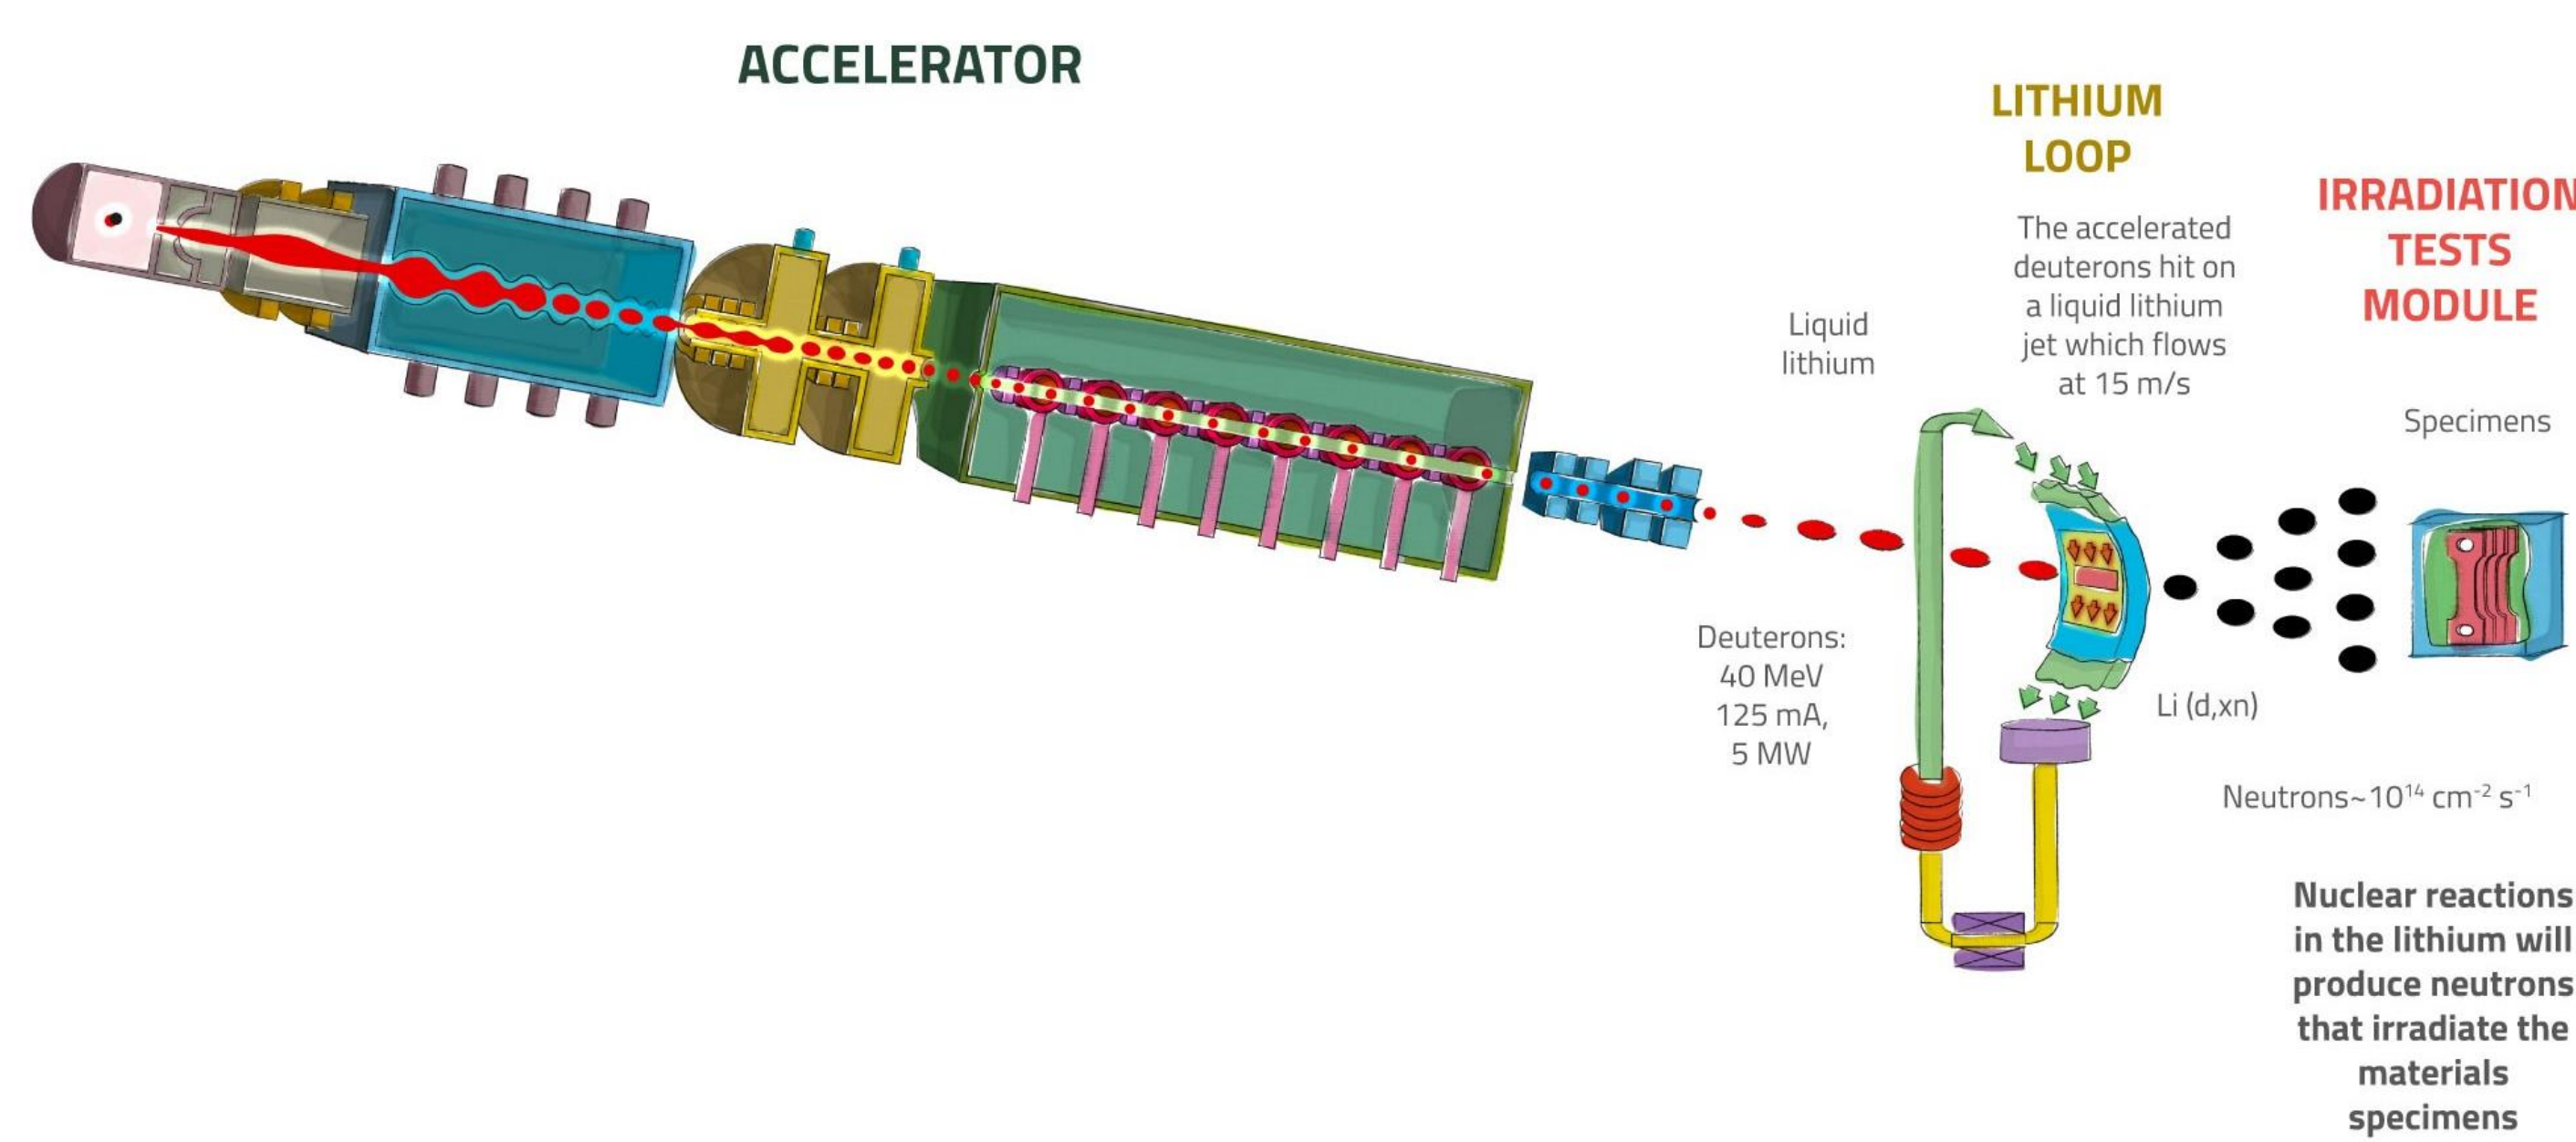 ACCELERATOR
LITHIUM
LOOP
The accelerated
deuterons hit on
a liquid lithium
jet which flows
at 15 m/s
IRRADIATION
TESTS
MODULE
Liquid
lithium
Specimens
Deuterons:
40 MeV
125 mA,
5 MW
Li (d,xn)
Neutrons~10¹⁴ cm⁻² s⁻¹
Nuclear reactions
in the lithium will
produce neutrons
that irradiate the
materials
specimens